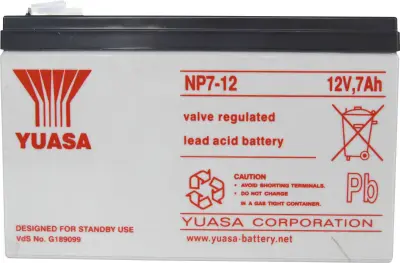 YUASA
NP7-12 12V,7Ah
valve regulated
lead acid battery
CAUTION
• AVOID SHORTING TERMINALS.
• DO NOT CHARGE
IN A GAS TIGHT CONTAINER.
Pb
DESIGNED FOR STANDBY USE
VdS No. G189099
YUASA CORPORATION
www.yuasa-battery.net